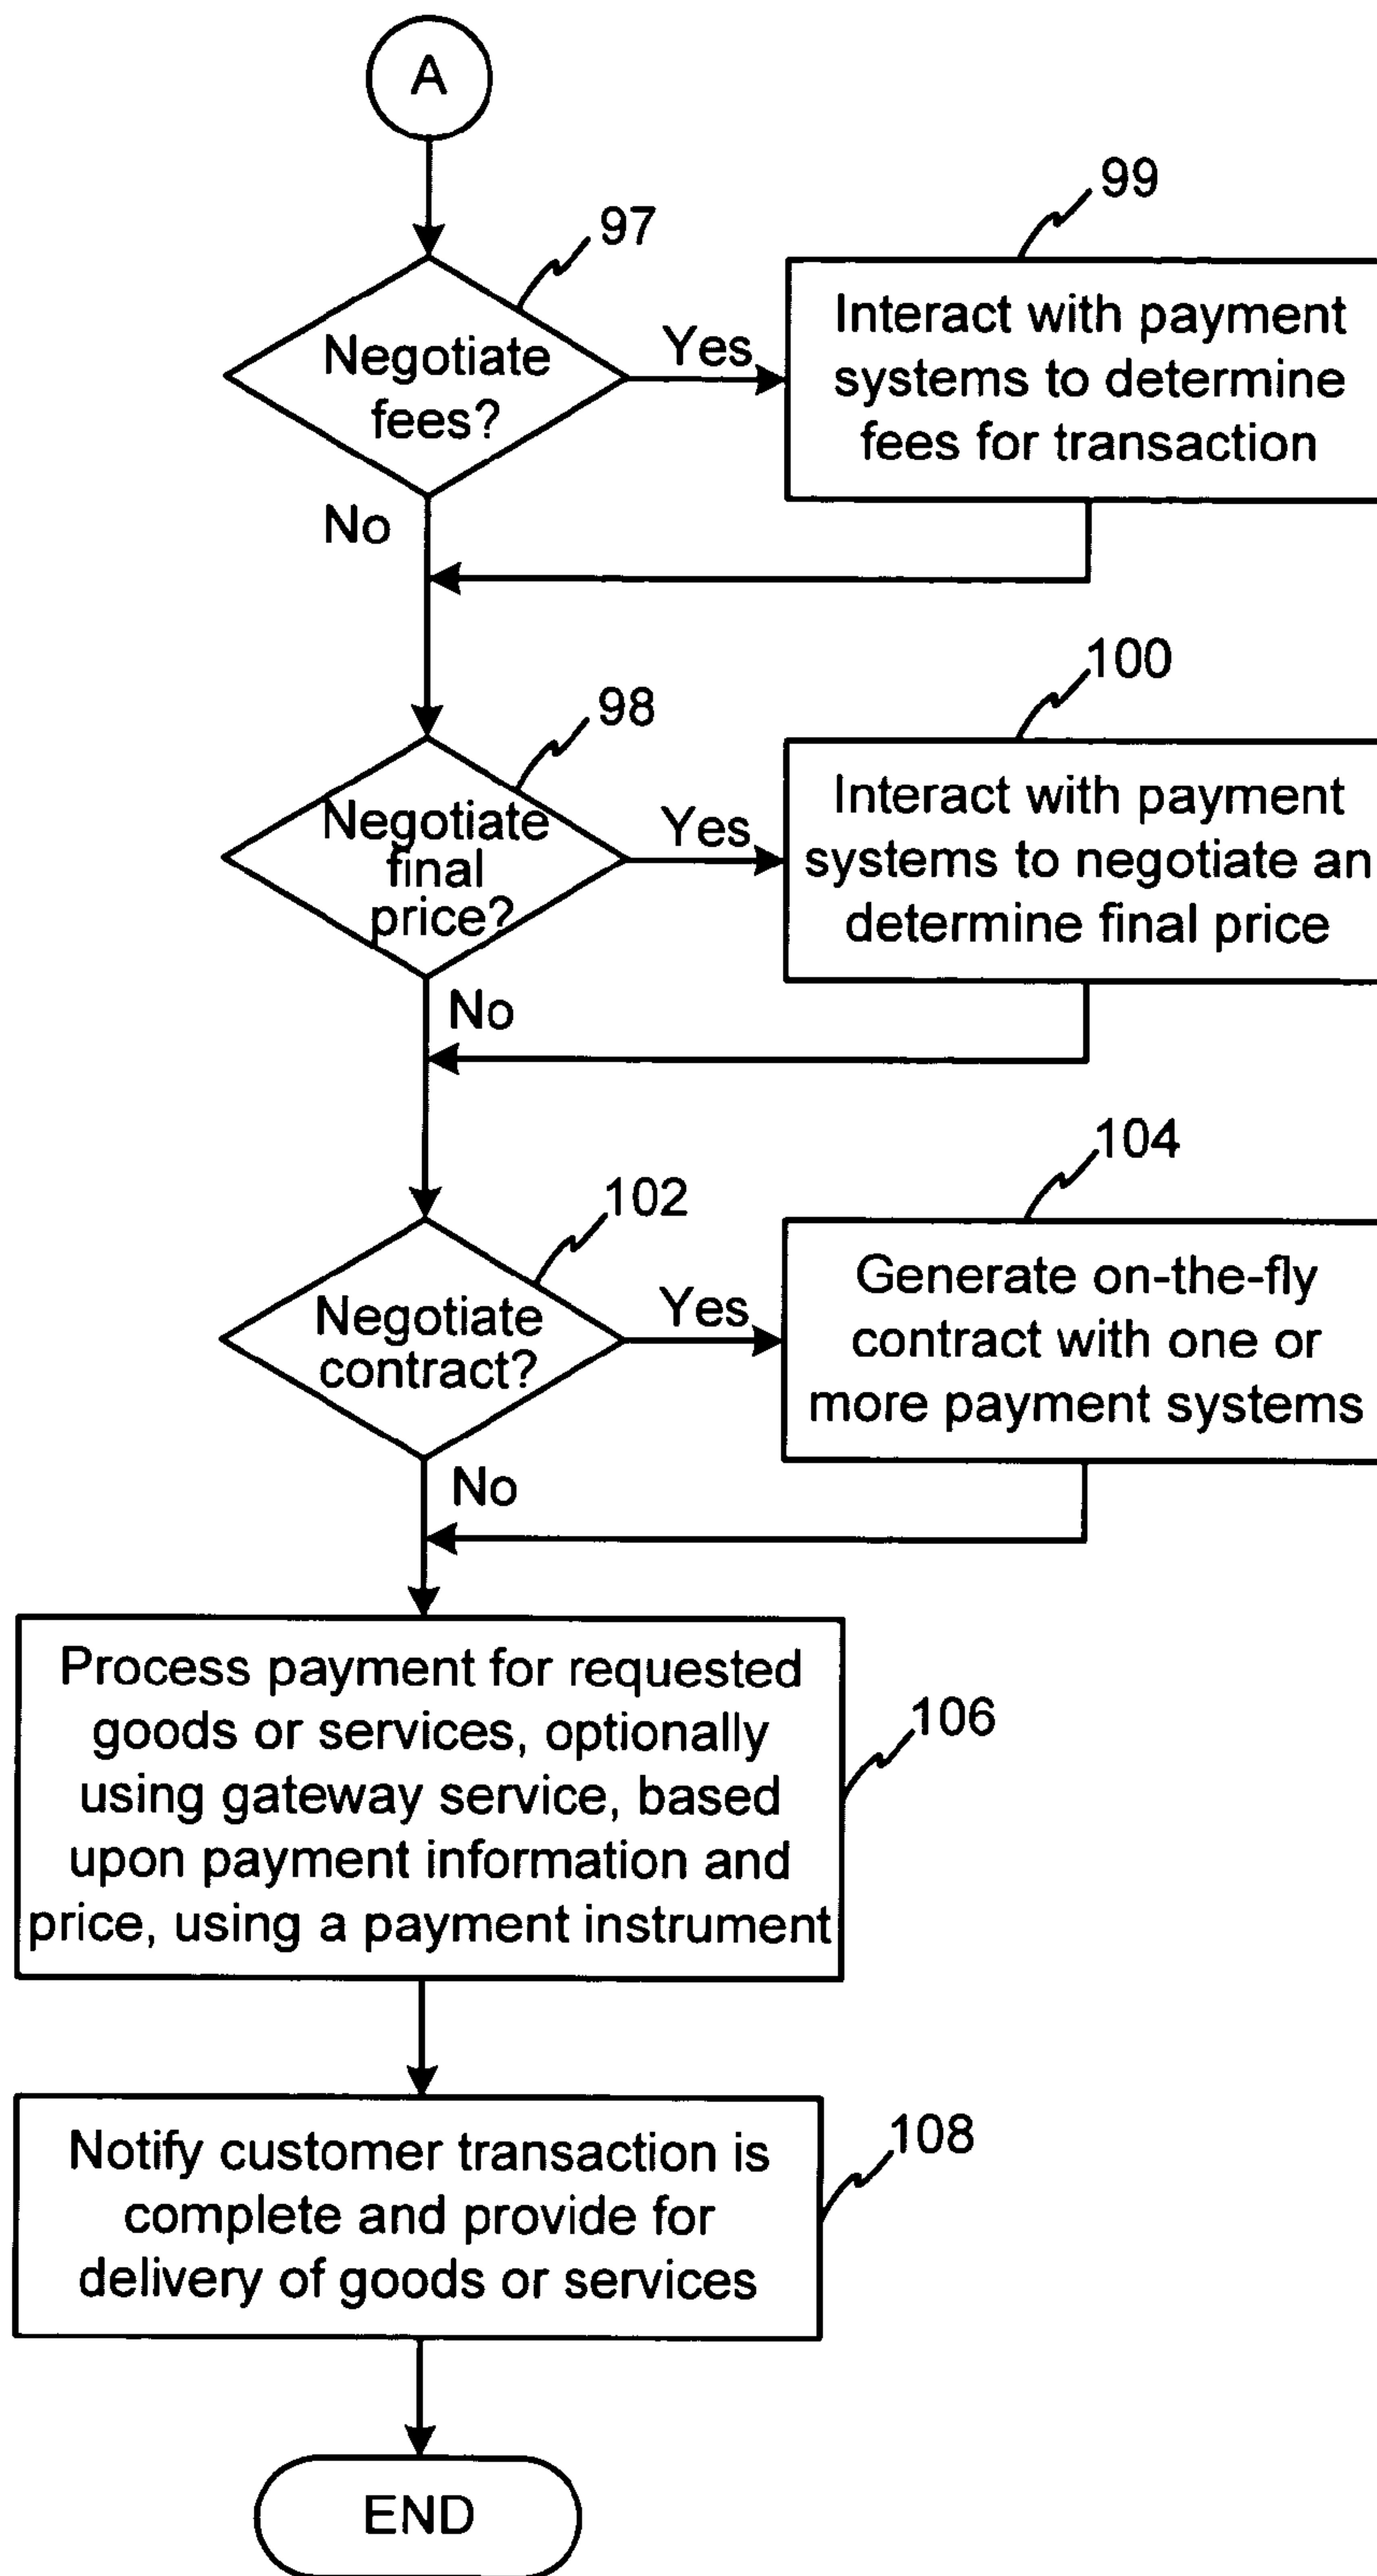 A
97
Negotiate
fees?
Yes
No
99
Interact with payment
systems to determine
fees for transaction
98
Negotiate
final
price?
Yes
No
100
Interact with payment
systems to negotiate an
determine final price
102
Negotiate
contract?
Yes
No
104
Generate on-the-fly
contract with one or
more payment systems
Process payment for requested
goods or services, optionally
using gateway service, based
upon payment information and
price, using a payment instrument
106
Notify customer transaction is
complete and provide for
delivery of goods or services
108
END